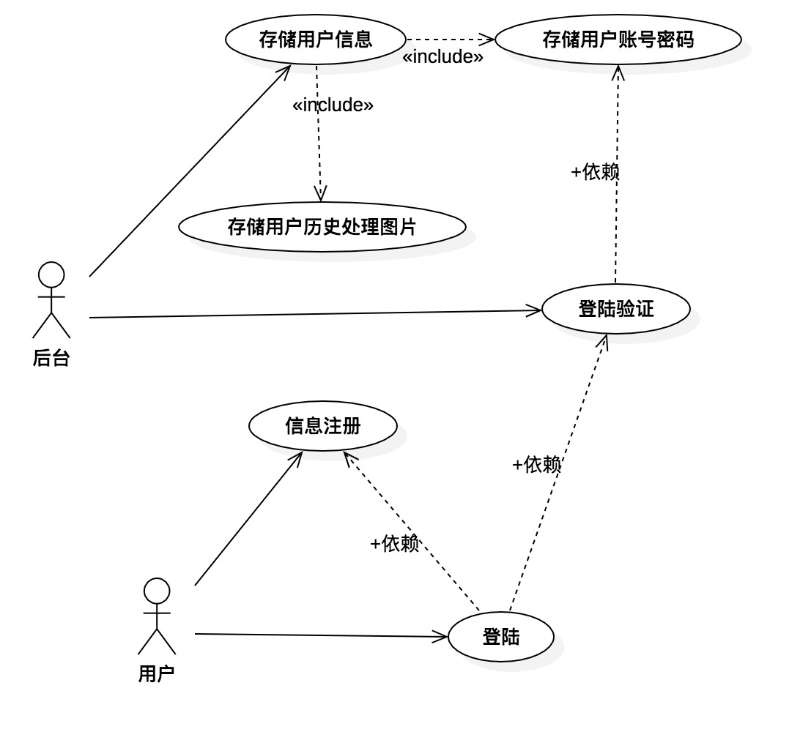 存储用户信息
存储用户账号密码
«include»
«include»
+依赖
存储用户历史处理图片
登陆验证
后台
信息注册
+依赖
+依赖
登陆
用户